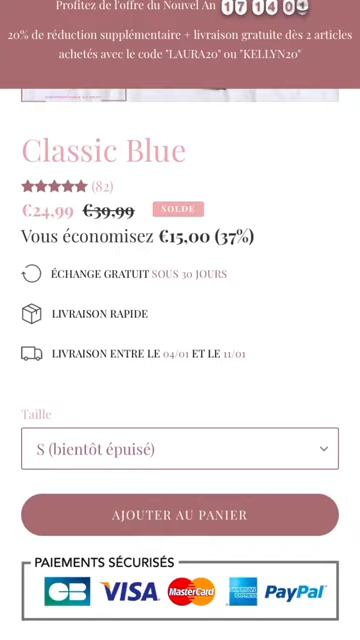 Profitez de l'offre du Nouvel An 17 14 09
20% de réduction supplémentaire + livraison gratuite dès 2 articles
achetés avec le code "LAURA20" ou "KELLYN20"
Classic Blue
(82)
€24,99 €39,99 SOLDE
Vous économisez €15,00 (37%)
ÉCHANGE GRATUIT SOUS 30 JOURS
LIVRAISON RAPIDE
LIVRAISON ENTRE LE 04/01 ET LE 11/01
Taille
S (bientôt épuisé)
AJOUTER AU PANIER
PAIEMENTS SÉCURISÉS
CB VISA MasterCard AMERICAN EXPRESS PayPal